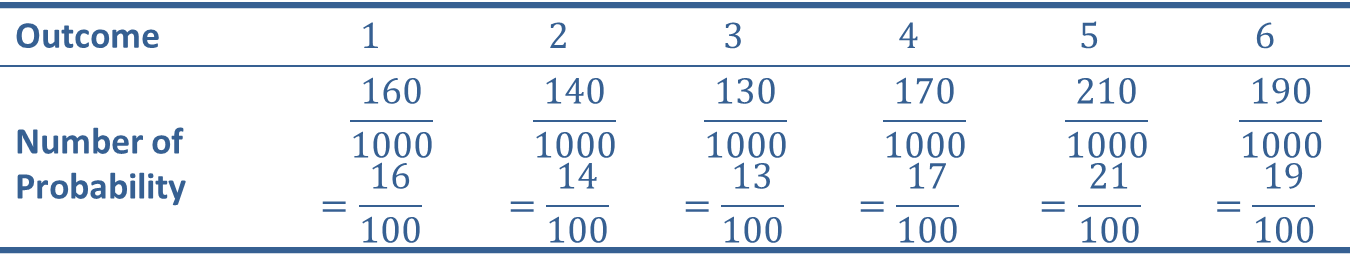 Outcome 1 2 3 4 5 6
160 140 130 170 210 190
Number of 1000 1000 1000 1000 1000 1000
Probability = 16 = 14 = 13 = 17 = 21 = 19
100 100 100 100 100 100